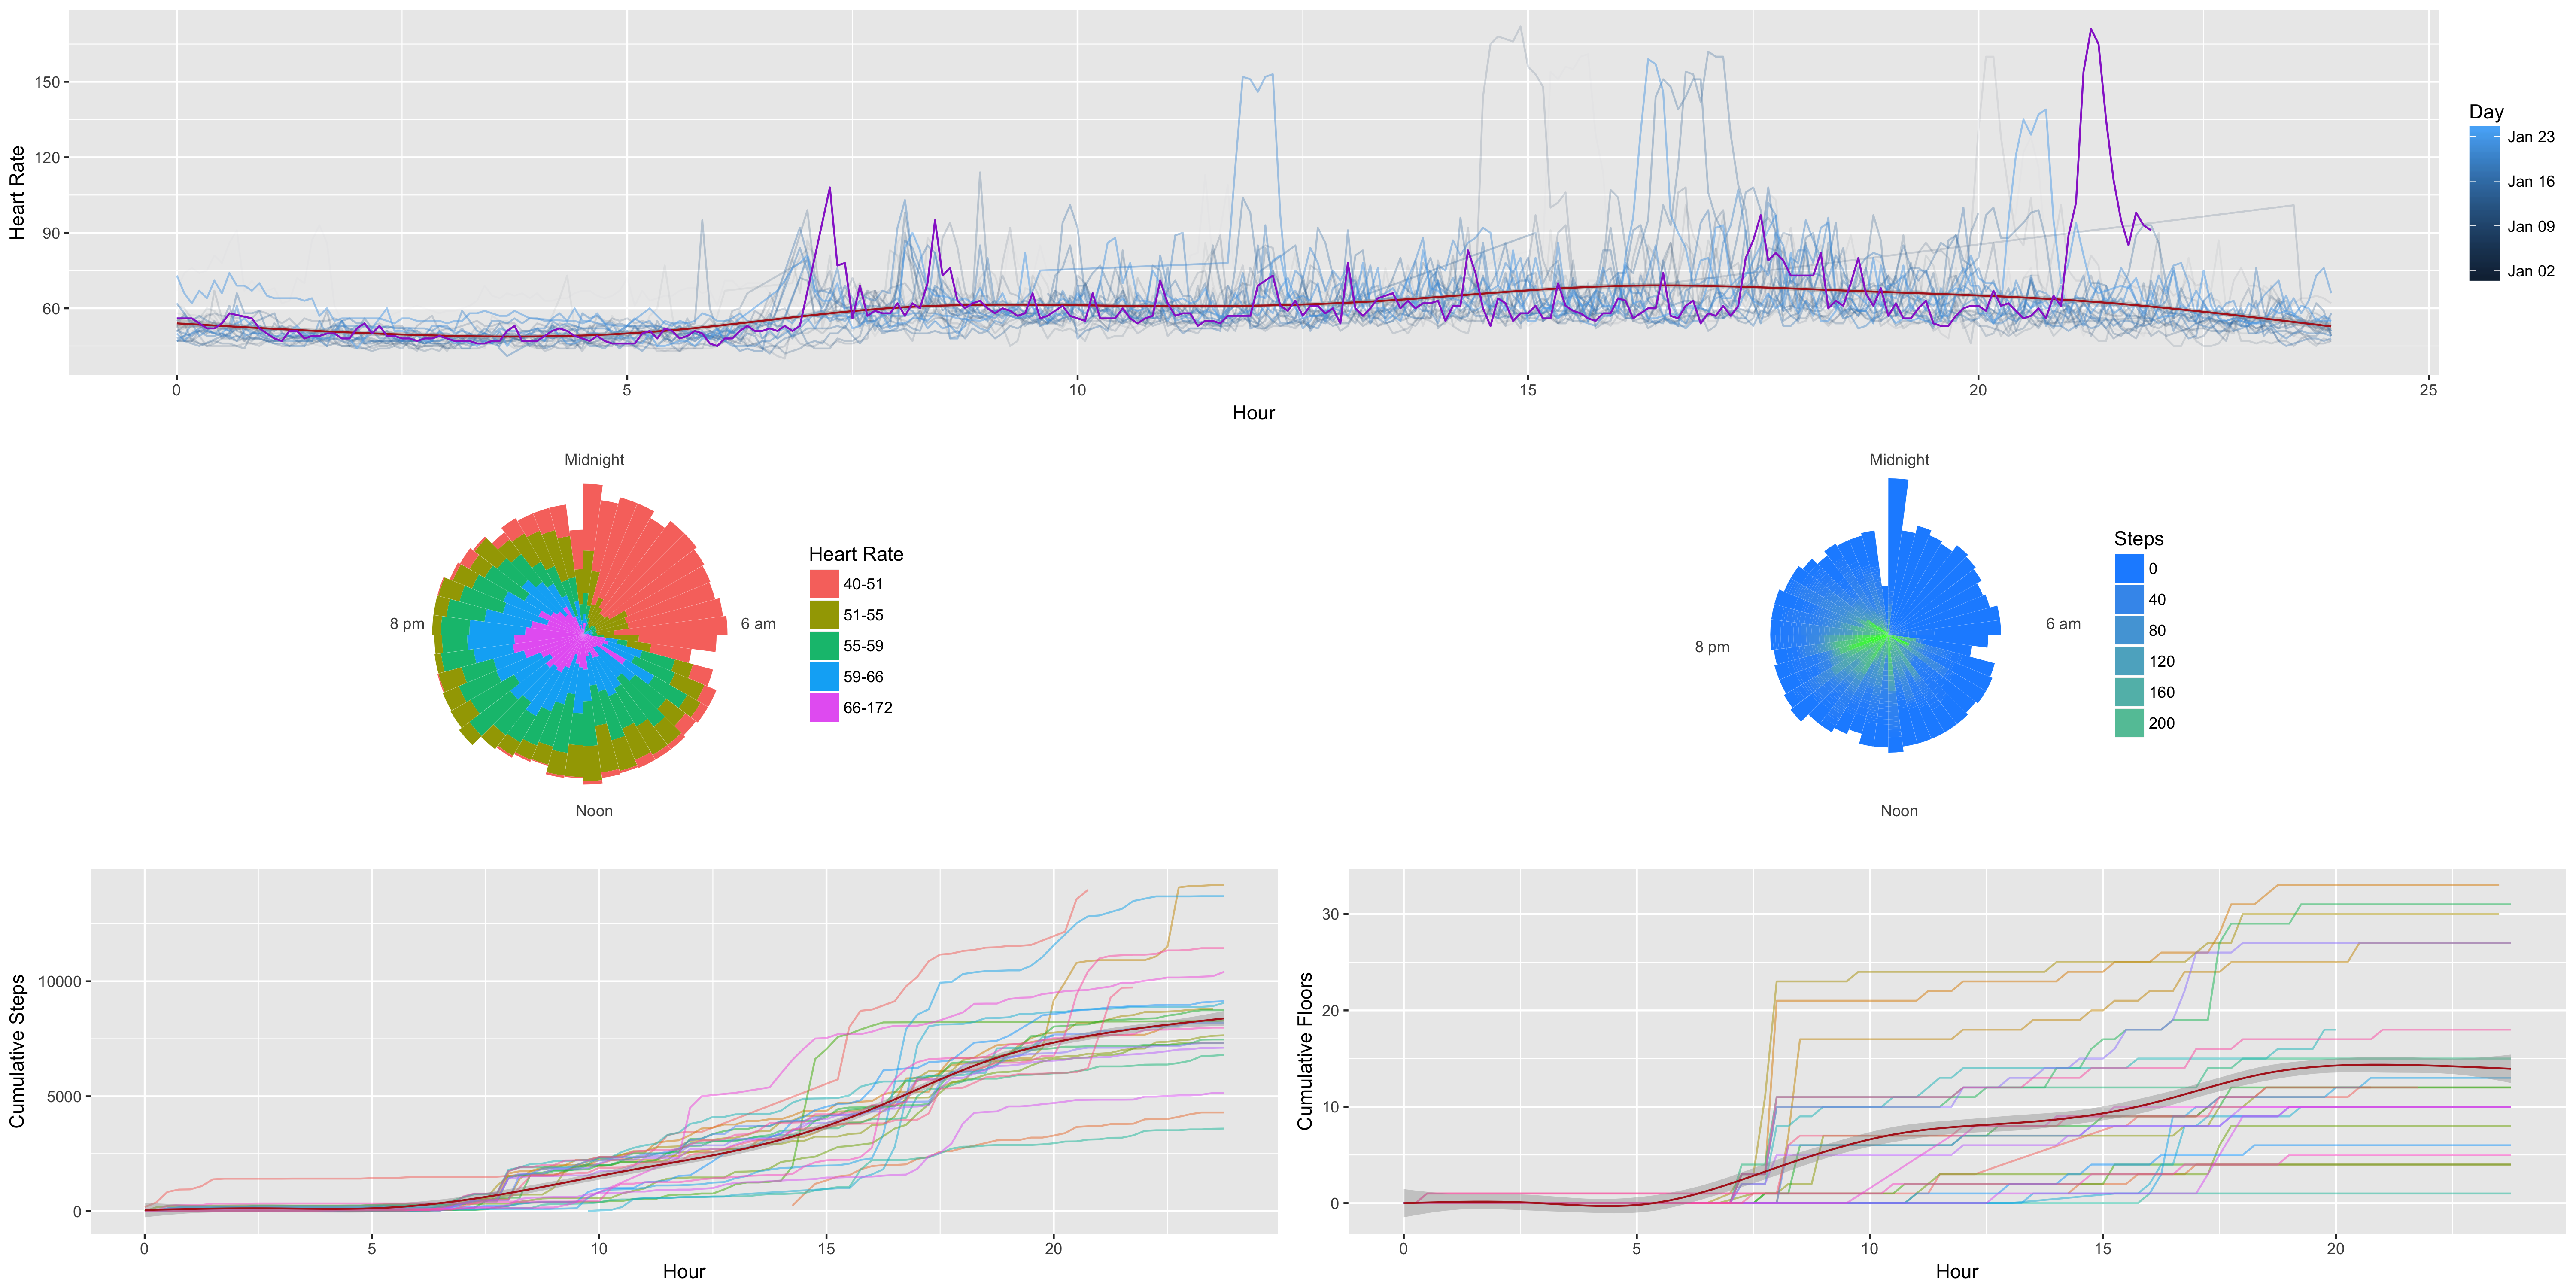 Heart Rate
150
120
90
60
0
5
10
15
20
25
Hour
Day
Jan 23
Jan 16
Jan 09
Jan 02
Midnight
8 pm
6 am
Noon
Heart Rate
40-51
51-55
55-59
59-66
66-172
Midnight
8 pm
6 am
Noon
Steps
0
40
80
120
160
200
Cumulative Steps
10000
5000
0
0
5
10
15
20
Hour
Cumulative Floors
30
20
10
0
0
5
10
15
20
Hour